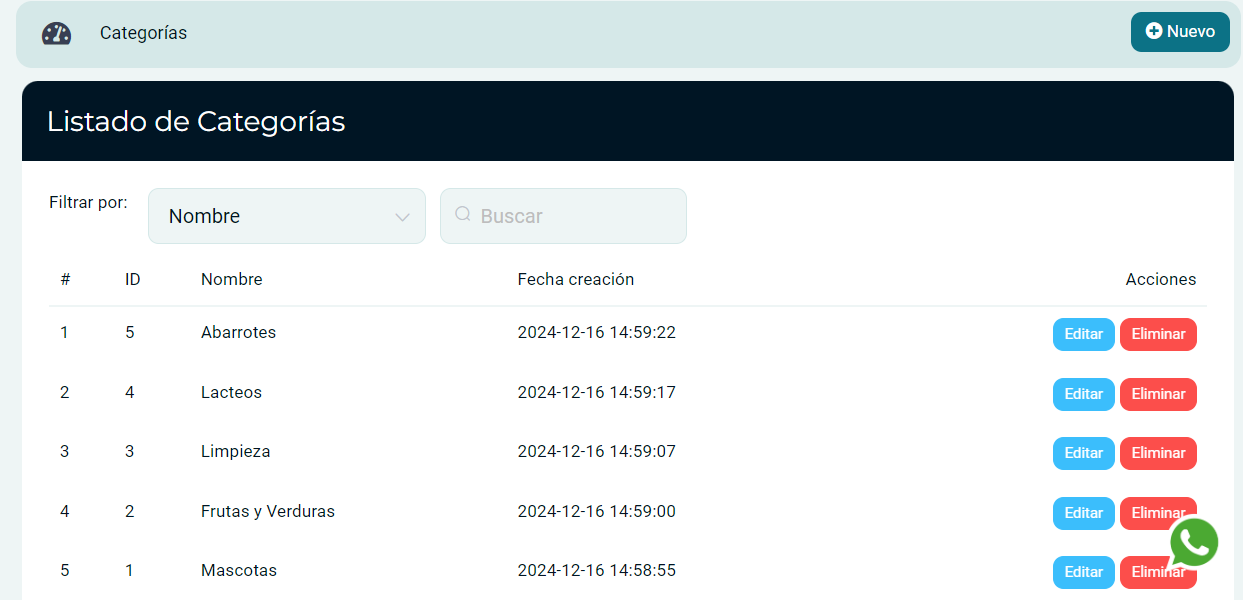 Categorías
Nuevo
Listado de Categorías
Filtrar por: Nombre Buscar
# ID Nombre Fecha creación Acciones
1 5 Abarrotes 2024-12-16 14:59:22 Editar Eliminar
2 4 Lacteos 2024-12-16 14:59:17 Editar Eliminar
3 3 Limpieza 2024-12-16 14:59:07 Editar Eliminar
4 2 Frutas y Verduras 2024-12-16 14:59:00 Editar Eliminar
5 1 Mascotas 2024-12-16 14:58:55 Editar Eliminar